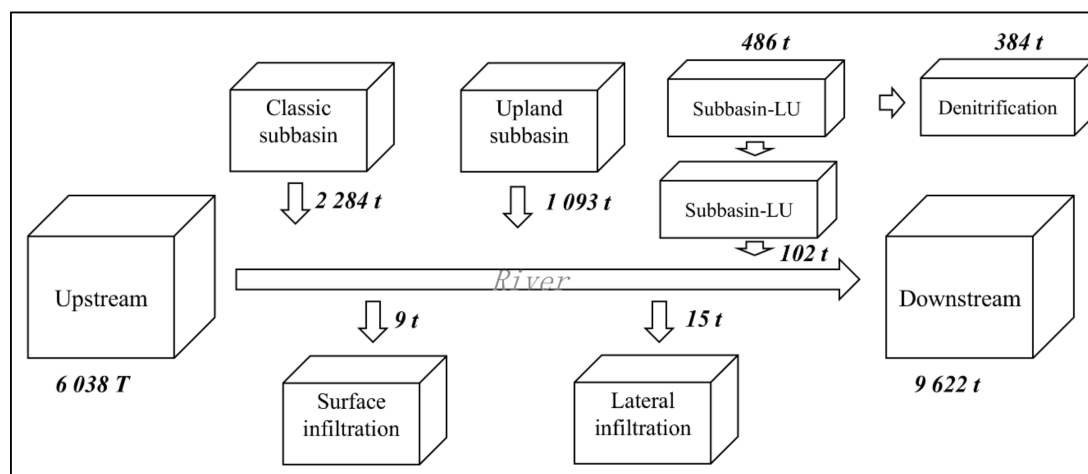 486 t
384 t
Classic
subbasin
Upland
subbasin
Subbasin-LU
Denitrification
2 284 t
1 093 t
Subbasin-LU
102 t
River
Upstream
Downstream
9 t
15 t
6 038 T
9 622 t
Surface
infiltration
Lateral
infiltration